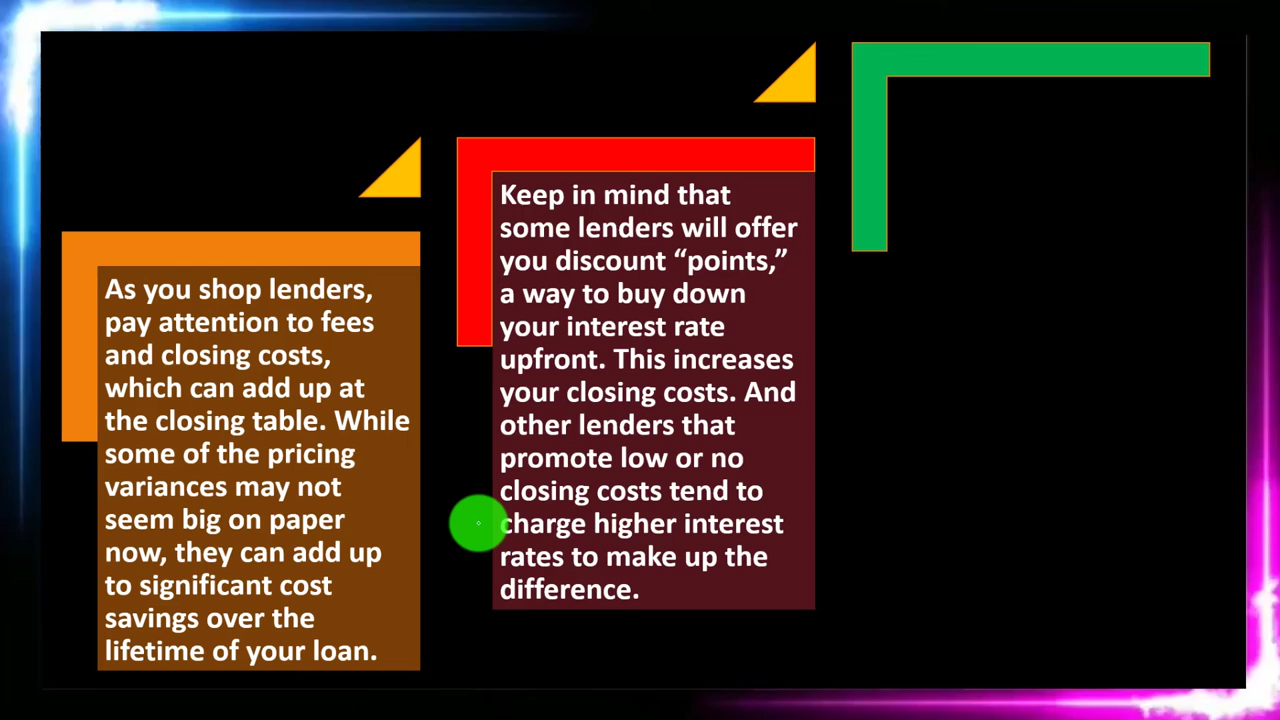 As you shop lenders,
pay attention to fees
and closing costs,
which can add up at
the closing table. While
some of the pricing
variances may not
seem big on paper
now, they can add up
to significant cost
savings over the
lifetime of your loan.
Keep in mind that
some lenders will offer
you discount “points,”
a way to buy down
your interest rate
upfront. This increases
your closing costs. And
other lenders that
promote low or no
closing costs tend to
charge higher interest
rates to make up the
difference.